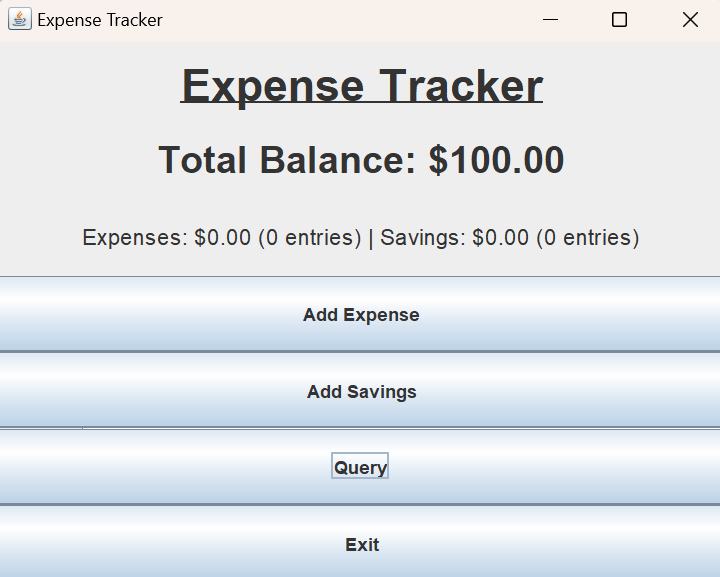 Expense Tracker
Expense Tracker
Total Balance: $100.00
Expenses: $0.00 (0 entries) | Savings: $0.00 (0 entries)
Add Expense
Add Savings
Query
Exit